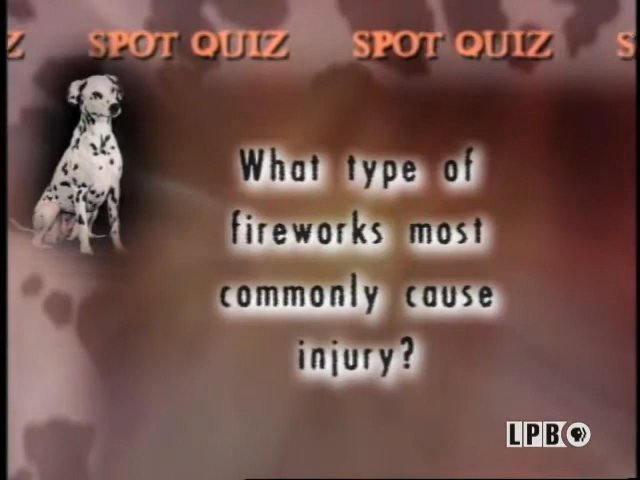 Z SPOT QUIZ SPOT QUIZ S
What type of
fireworks most
commonly cause
injury?
LPB